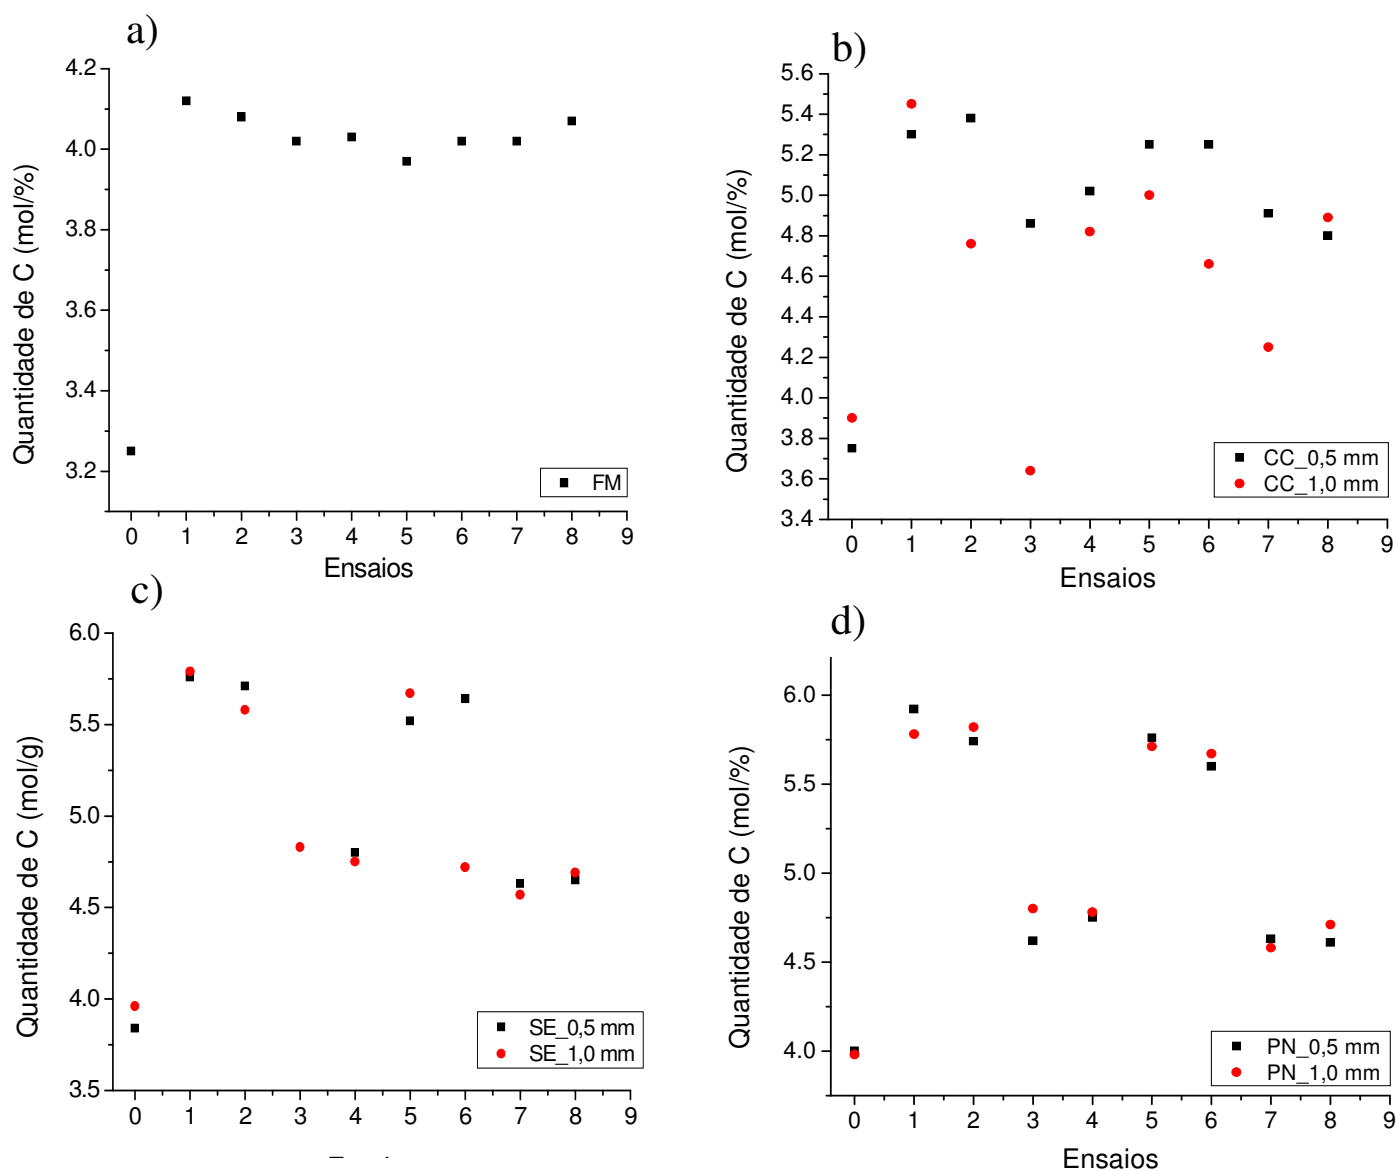 a)
Quantidade de C (mol/%)
4.2
4.0
3.8
3.6
3.4
3.2
FM
0 1 2 3 4 5 6 7 8 9
Ensaios
b)
Quantidade de C (mol/%)
5.6
5.4
5.2
5.0
4.8
4.6
4.4
4.2
4.0
3.8
3.6
3.4
CC_0,5 mm
CC_1,0 mm
0 1 2 3 4 5 6 7 8 9
Ensaios
c)
Quantidade de C (mol/g)
6.0
5.5
5.0
4.5
4.0
3.5
SE_0,5 mm
SE_1,0 mm
0 1 2 3 4 5 6 7 8 9
d)
Quantidade de C (mol/%)
6.0
5.5
5.0
4.5
4.0
PN_0,5 mm
PN_1,0 mm
0 1 2 3 4 5 6 7 8 9
Ensaios